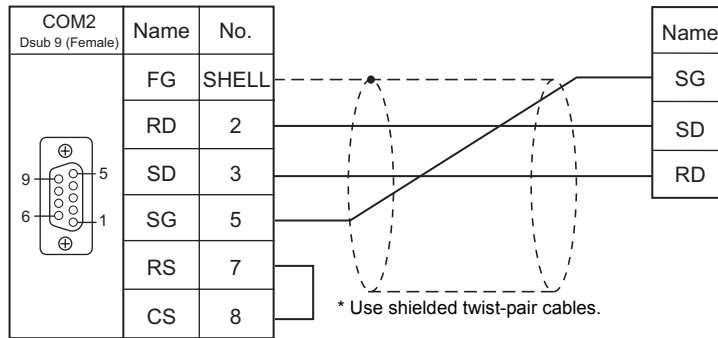 COM2
Dsub 9 (Female)
Name No.
Name
FG SHELL
SG
RD 2
SD
SD 3
RD
9 5
6 1
SG 5
RS 7
CS 8
* Use shielded twist-pair cables.